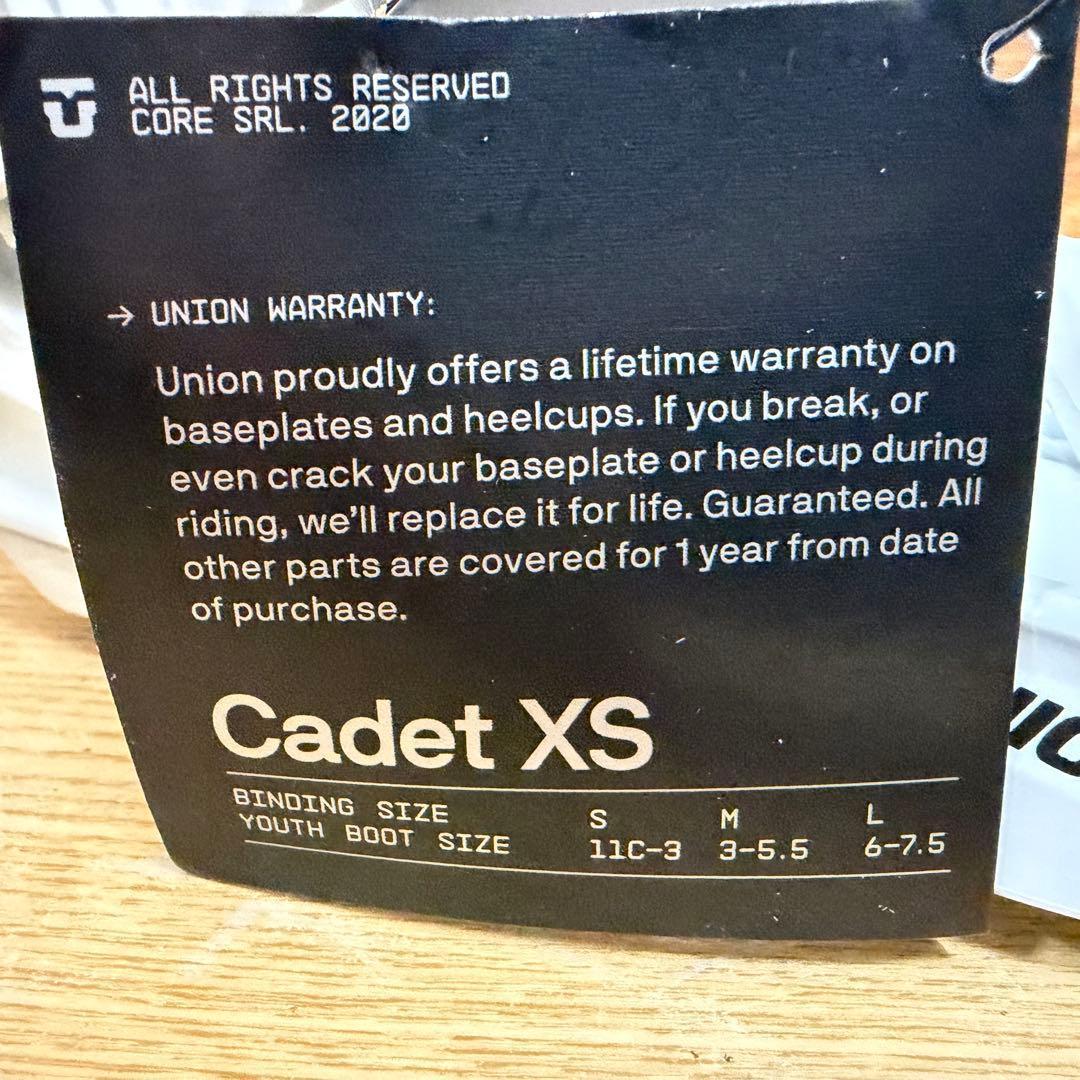 ALL RIGHTS RESERVED
CORE SRL. 2020
→ UNION WARRANTY:
Union proudly offers a lifetime warranty on
baseplates and heelcups. If you break, or
even crack your baseplate or heelcup during
riding, we'll replace it for life. Guaranteed. All
other parts are covered for 1 year from date
of purchase.
Cadet XS
BINDING SIZE S M L
YOUTH BOOT SIZE 11C-3 3-5.5 6-7.5